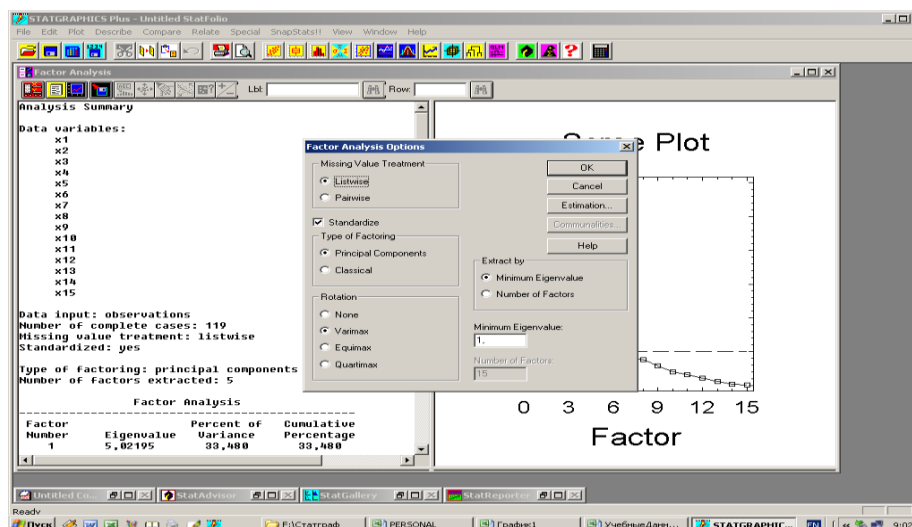 STATGRAPHICS Plus - Untitled StatFolio
File Edit Plot Describe Compare Relate Special SnapStats!! View Window Help
Factor Analysis
Lbl: Row:
Analysis Summary
Data variables:
x1
x2
x3
x4
x5
x6
x7
x8
x9
x10
x11
x12
x13
x14
x15
Data input: observations
Number of complete cases: 119
Missing value treatment: listwise
Standardized: yes
Type of factoring: principal components
Number of factors extracted: 5
Factor Analysis
Factor Percent of Cumulative
Number Eigenvalue Variance Percentage
1 5,02195 33,480 33,480
Plot
0 3 6 9 12 15
Factor
Factor Analysis Options
Missing Value Treatment
Listwise
Pairwise
Standardize
Type of Factoring
Principal Components
Classical
Rotation
None
Varimax
Equimax
Quartimax
OK
Cancel
Estimation...
Communalities...
Help
Extract by
Minimum Eigenvalue
Number of Factors
Minimum Eigenvalue:
1,
Number of Factors:
15
Untitled Co... StatAdvisor StatGallery StatReporter
Ready
Пуск F:\Статграф PERSONAL График1 УчебныеДанн... STATGRAPHIC... EN